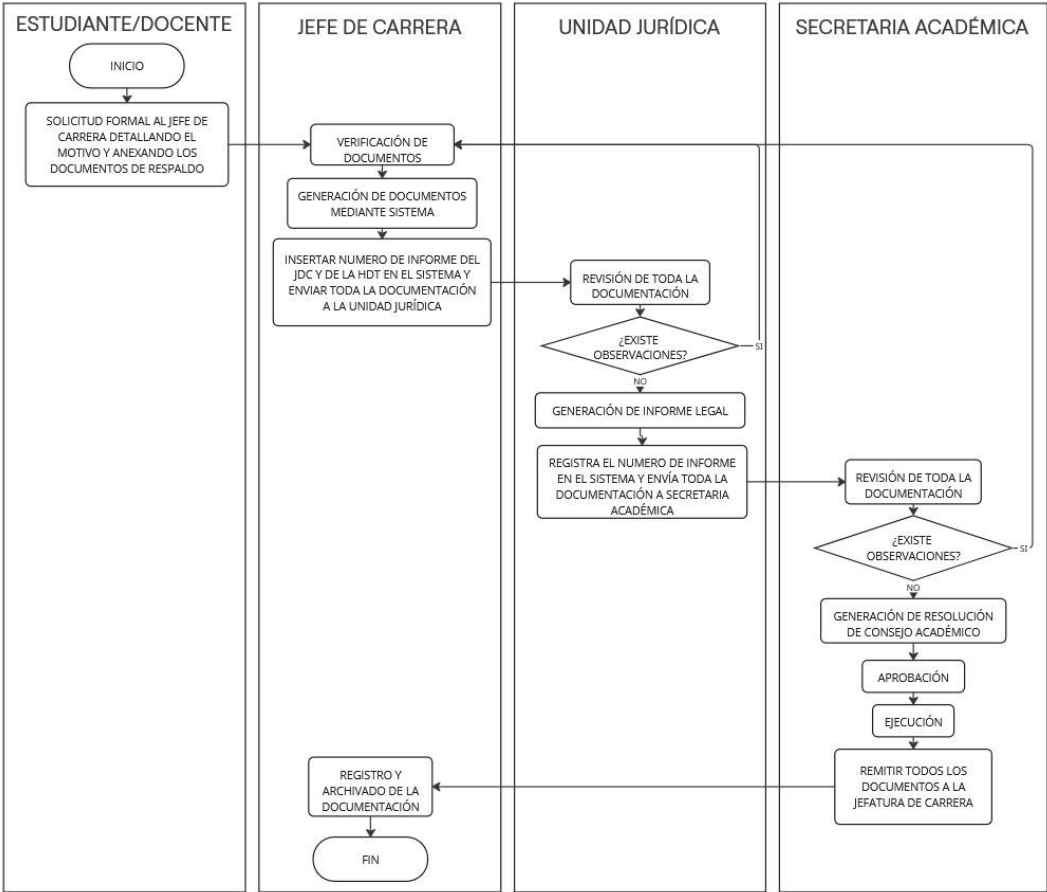 ESTUDIANTE/DOCENTE
JEFE DE CARRERA
UNIDAD JURÍDICA
SECRETARIA ACADÉMICA
INICIO
SOLICITUD FORMAL AL JEFE DE
CARRERA DETALLANDO EL
MOTIVO Y ANEXANDO LOS
DOCUMENTOS DE RESPALDO
VERIFICACIÓN DE
DOCUMENTOS
GENERACIÓN DE DOCUMENTOS
MEDIANTE SISTEMA
INSERTAR NUMERO DE INFORME DEL
JDC Y DE LA HDT EN EL SISTEMA Y
ENVIAR TODA LA DOCUMENTACIÓN
A LA UNIDAD JURÍDICA
REVISIÓN DE TODA LA
DOCUMENTACIÓN
¿EXISTE
OBSERVACIONES?
SI
NO
GENERACIÓN DE INFORME LEGAL
REGISTRA EL NUMERO DE INFORME
EN EL SISTEMA Y ENVÍA TODA LA
DOCUMENTACIÓN A SECRETARIA
ACADÉMICA
REVISIÓN DE TODA LA
DOCUMENTACIÓN
¿EXISTE
OBSERVACIONES?
SI
NO
GENERACIÓN DE RESOLUCIÓN
DE CONSEJO ACADÉMICO
APROBACIÓN
EJECUCIÓN
REMITIR TODOS LOS
DOCUMENTOS A LA
JEFATURA DE CARRERA
REGISTRO Y
ARCHIVADO DE LA
DOCUMENTACIÓN
FIN